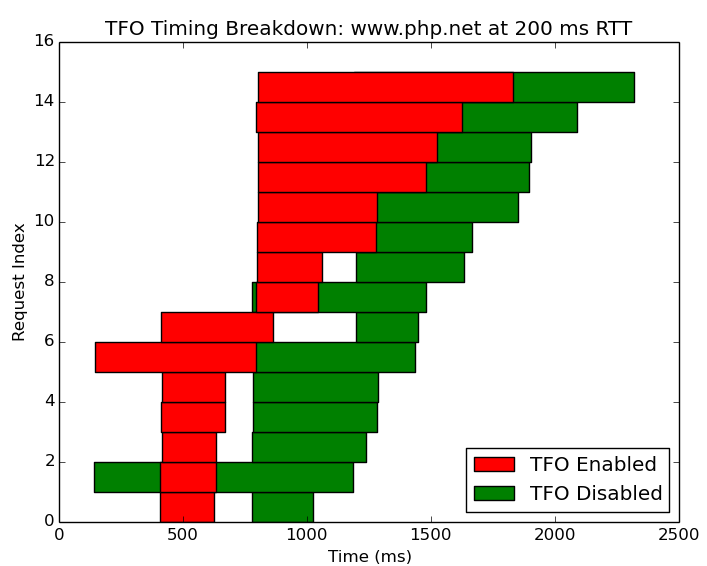 TFO Timing Breakdown: www.php.net at 200 ms RTT
16
14
12
10
8
6
4
2
0
Request Index
TFO Enabled
TFO Disabled
0 500 1000 1500 2000 2500
Time (ms)